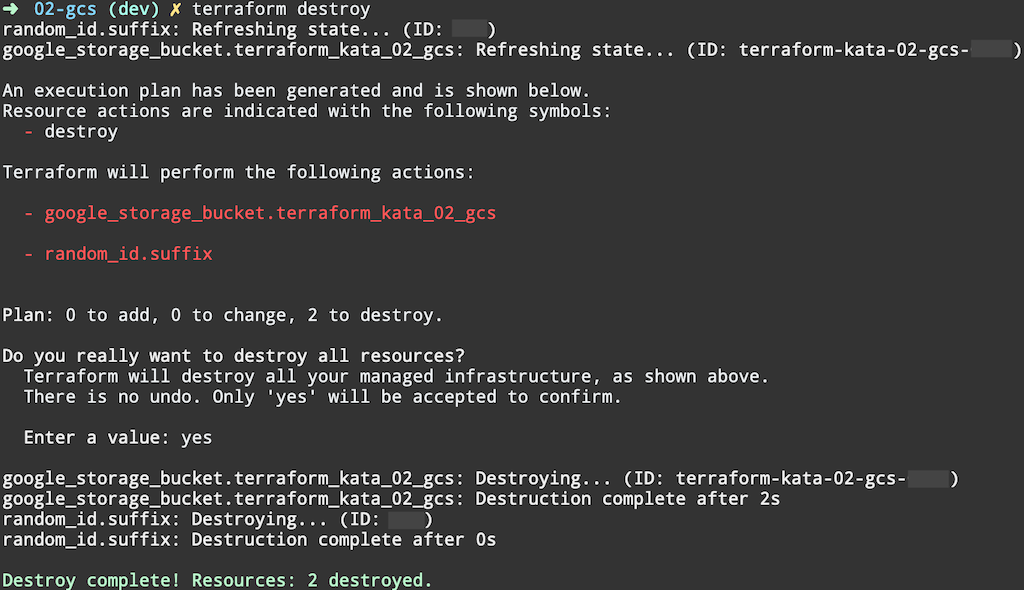 ➜ 02-gcs (dev) ✗ terraform destroy
random_id.suffix: Refreshing state... (ID: )
google_storage_bucket.terraform_kata_02_gcs: Refreshing state... (ID: terraform-kata-02-gcs- )
An execution plan has been generated and is shown below.
Resource actions are indicated with the following symbols:
- destroy
Terraform will perform the following actions:
- google_storage_bucket.terraform_kata_02_gcs
- random_id.suffix
Plan: 0 to add, 0 to change, 2 to destroy.
Do you really want to destroy all resources?
Terraform will destroy all your managed infrastructure, as shown above.
There is no undo. Only 'yes' will be accepted to confirm.
Enter a value: yes
google_storage_bucket.terraform_kata_02_gcs: Destroying... (ID: terraform-kata-02-gcs- )
google_storage_bucket.terraform_kata_02_gcs: Destruction complete after 2s
random_id.suffix: Destroying... (ID: )
random_id.suffix: Destruction complete after 0s
Destroy complete! Resources: 2 destroyed.